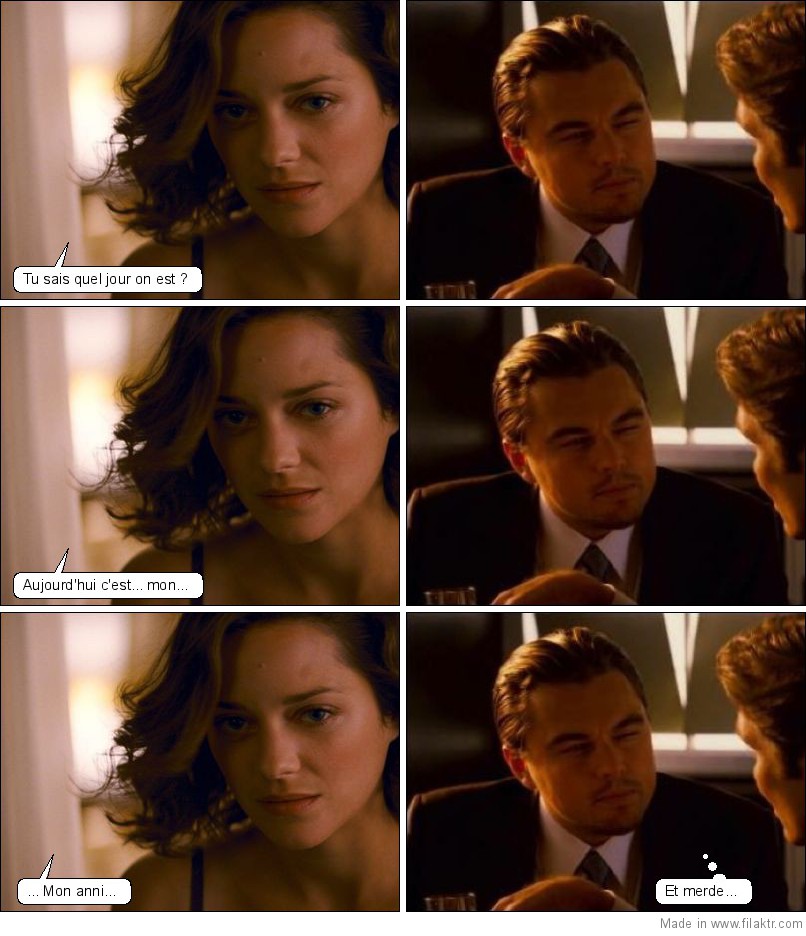 Tu sais quel jour on est ?
Aujourd'hui c'est... mon...
... Mon anni...
Et merde...
Made in www.filaktr.com